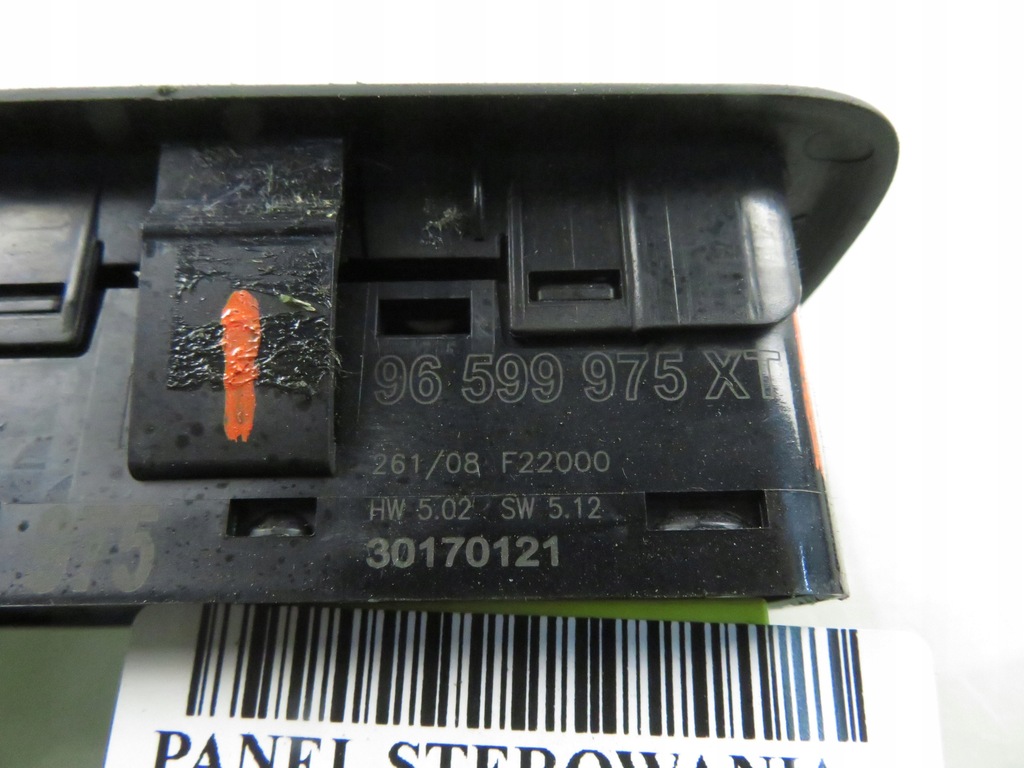 96 599 975 XT
261/08 F22000
HW 5.02 SW 5.12
975
30170121
PANEL STEROWANIA